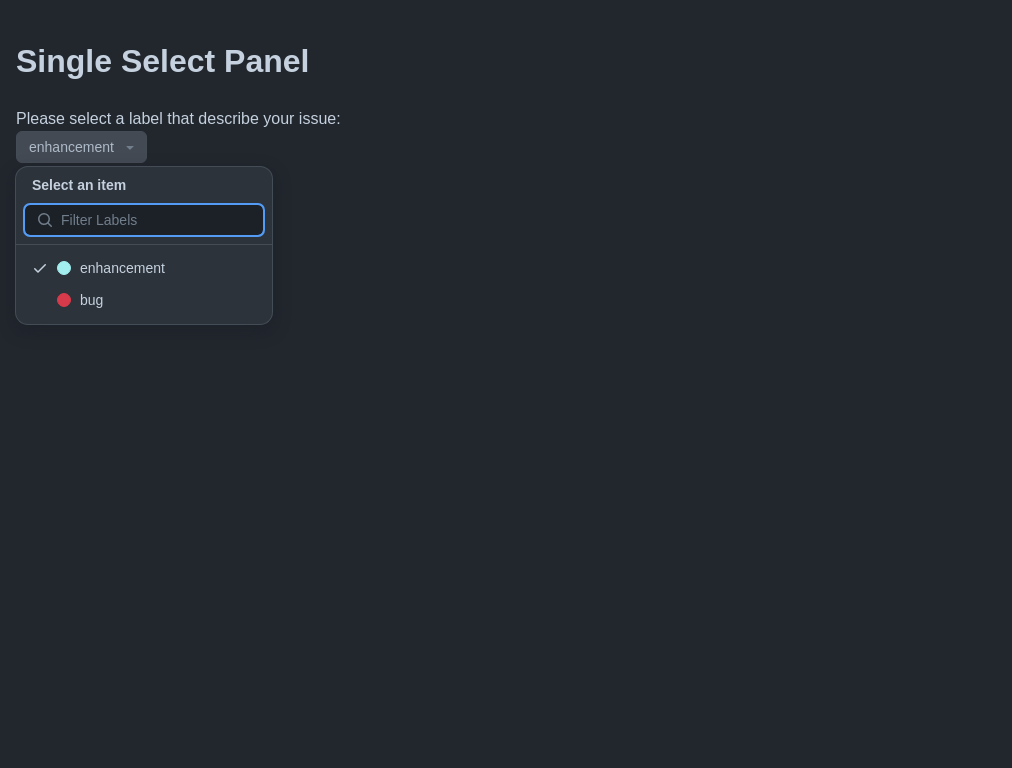 Single Select Panel
Please select a label that describe your issue:
enhancement
Select an item
Filter Labels
enhancement
bug